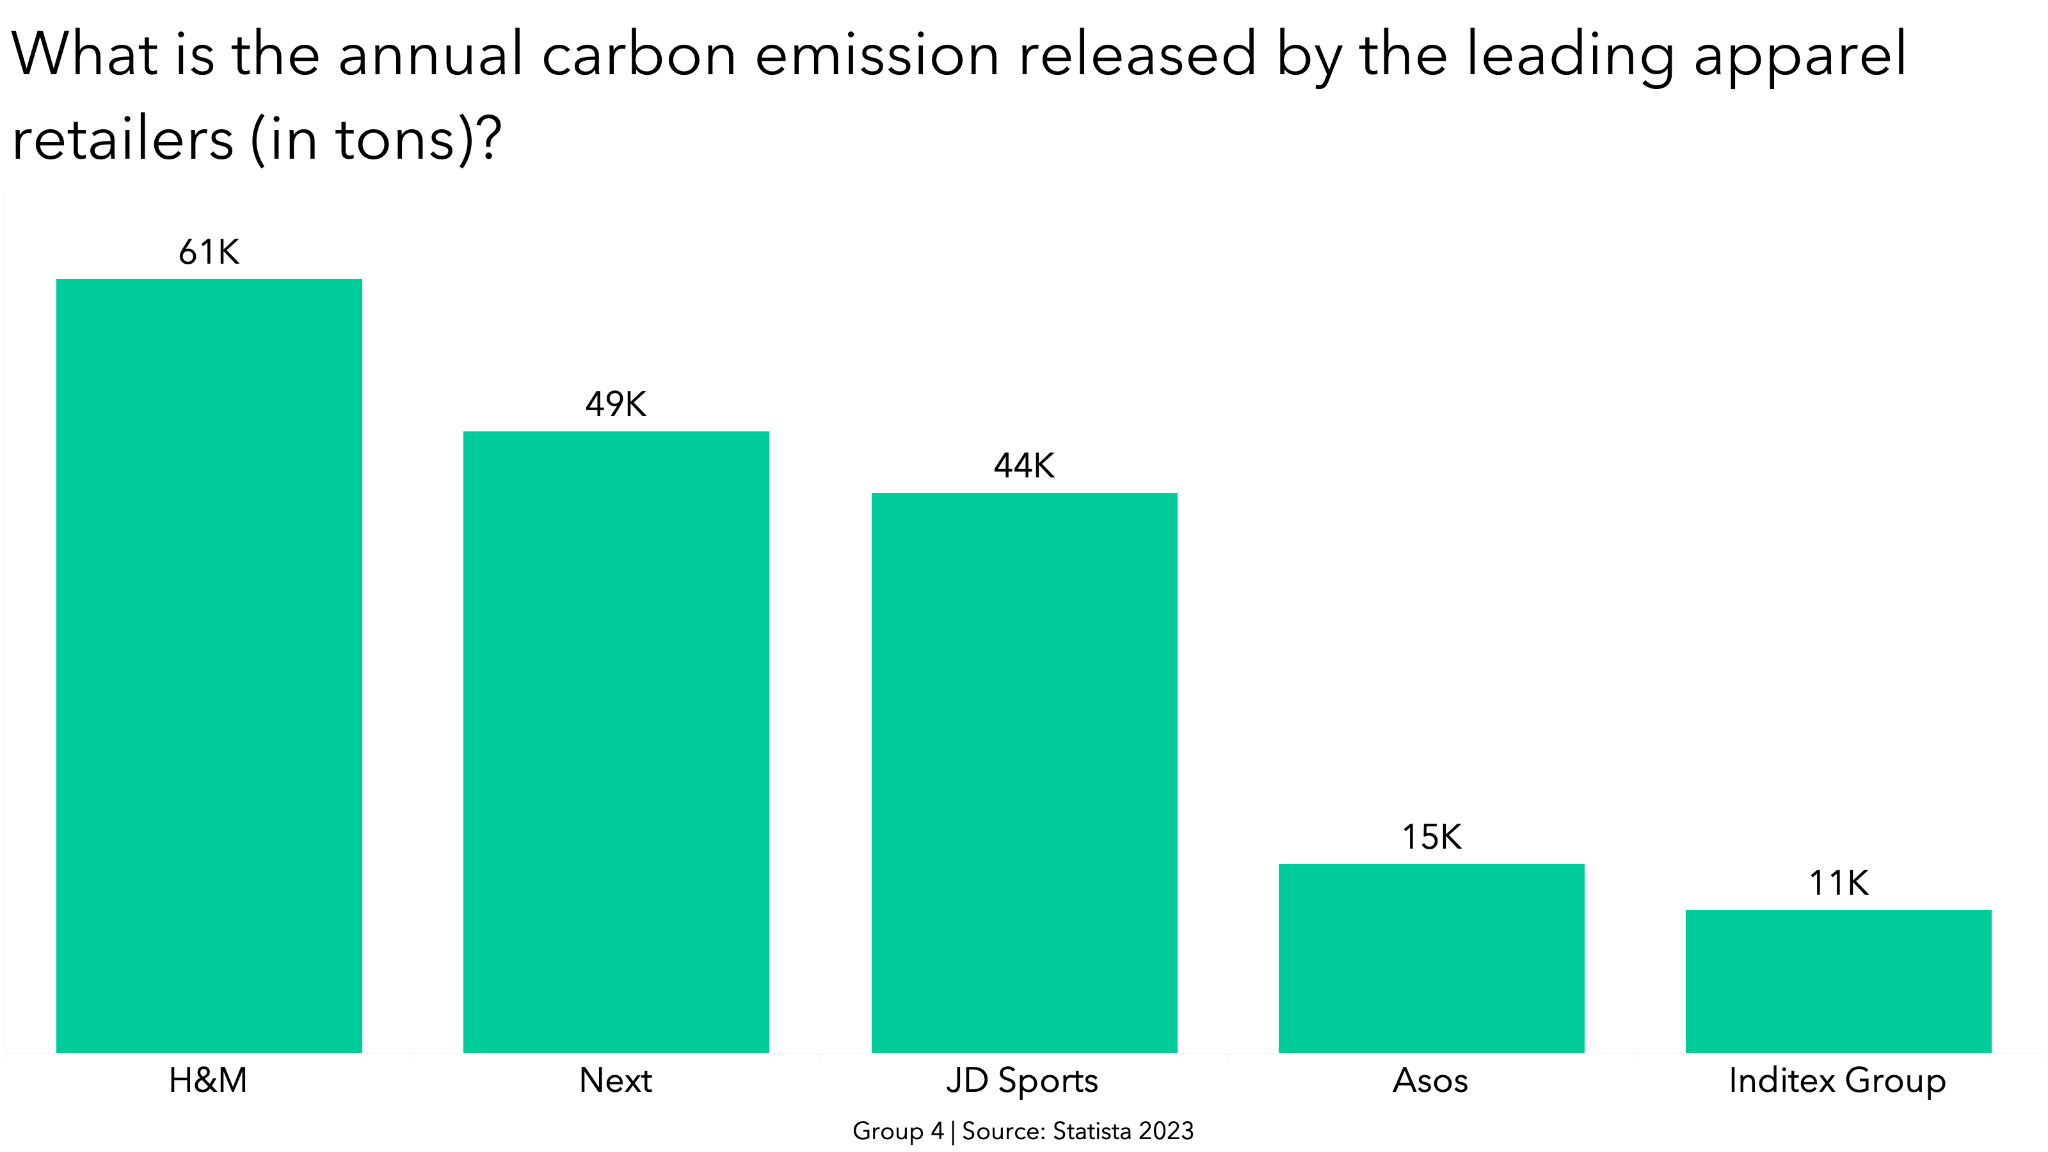 What is the annual carbon emission released by the leading apparel
retailers (in tons)?
61K
49K
44K
15K
11K
H&M
Next
JD Sports
Asos
Inditex Group
Group 4 | Source: Statista 2023